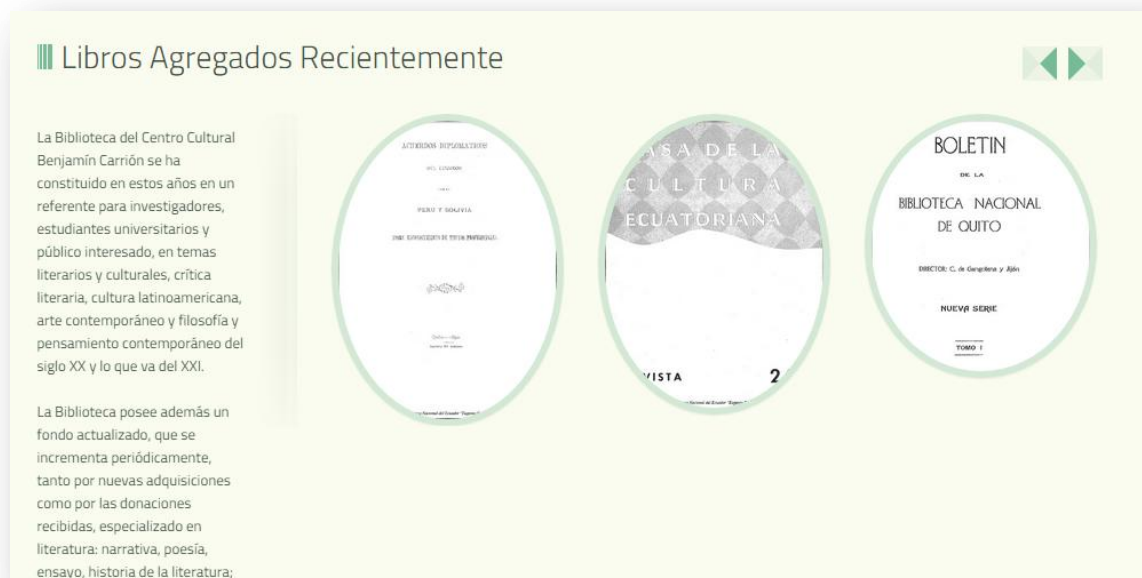 Libros Agregados Recientemente
La Biblioteca del Centro Cultural
Benjamín Carrión se ha
constituido en estos años en un
referente para investigadores,
estudiantes universitarios y
público interesado, en temas
literarios y culturales, crítica
literaria, cultura latinoamericana,
arte contemporáneo y filosofía y
pensamiento contemporáneo del
siglo XX y lo que va del XXI.
La Biblioteca posee además un
fondo actualizado, que se
incrementa periódicamente,
tanto por nuevas adquisiciones
como por las donaciones
recibidas, especializado en
literatura: narrativa, poesía,
ensayo, historia de la literatura;
ACUERDOS DIPLOMATICOS
DEL ECUADOR
CON
PERU Y BOLIVIA
ASA DE LA
CULTURA
ECUATORIANA
VISTA 2
BOLETIN
DE LA
BIBLIOTECA NACIONAL
DE QUITO
DIRECTOR: C. de Gangotena y Jijón
NUEVA SERIE
TOMO I